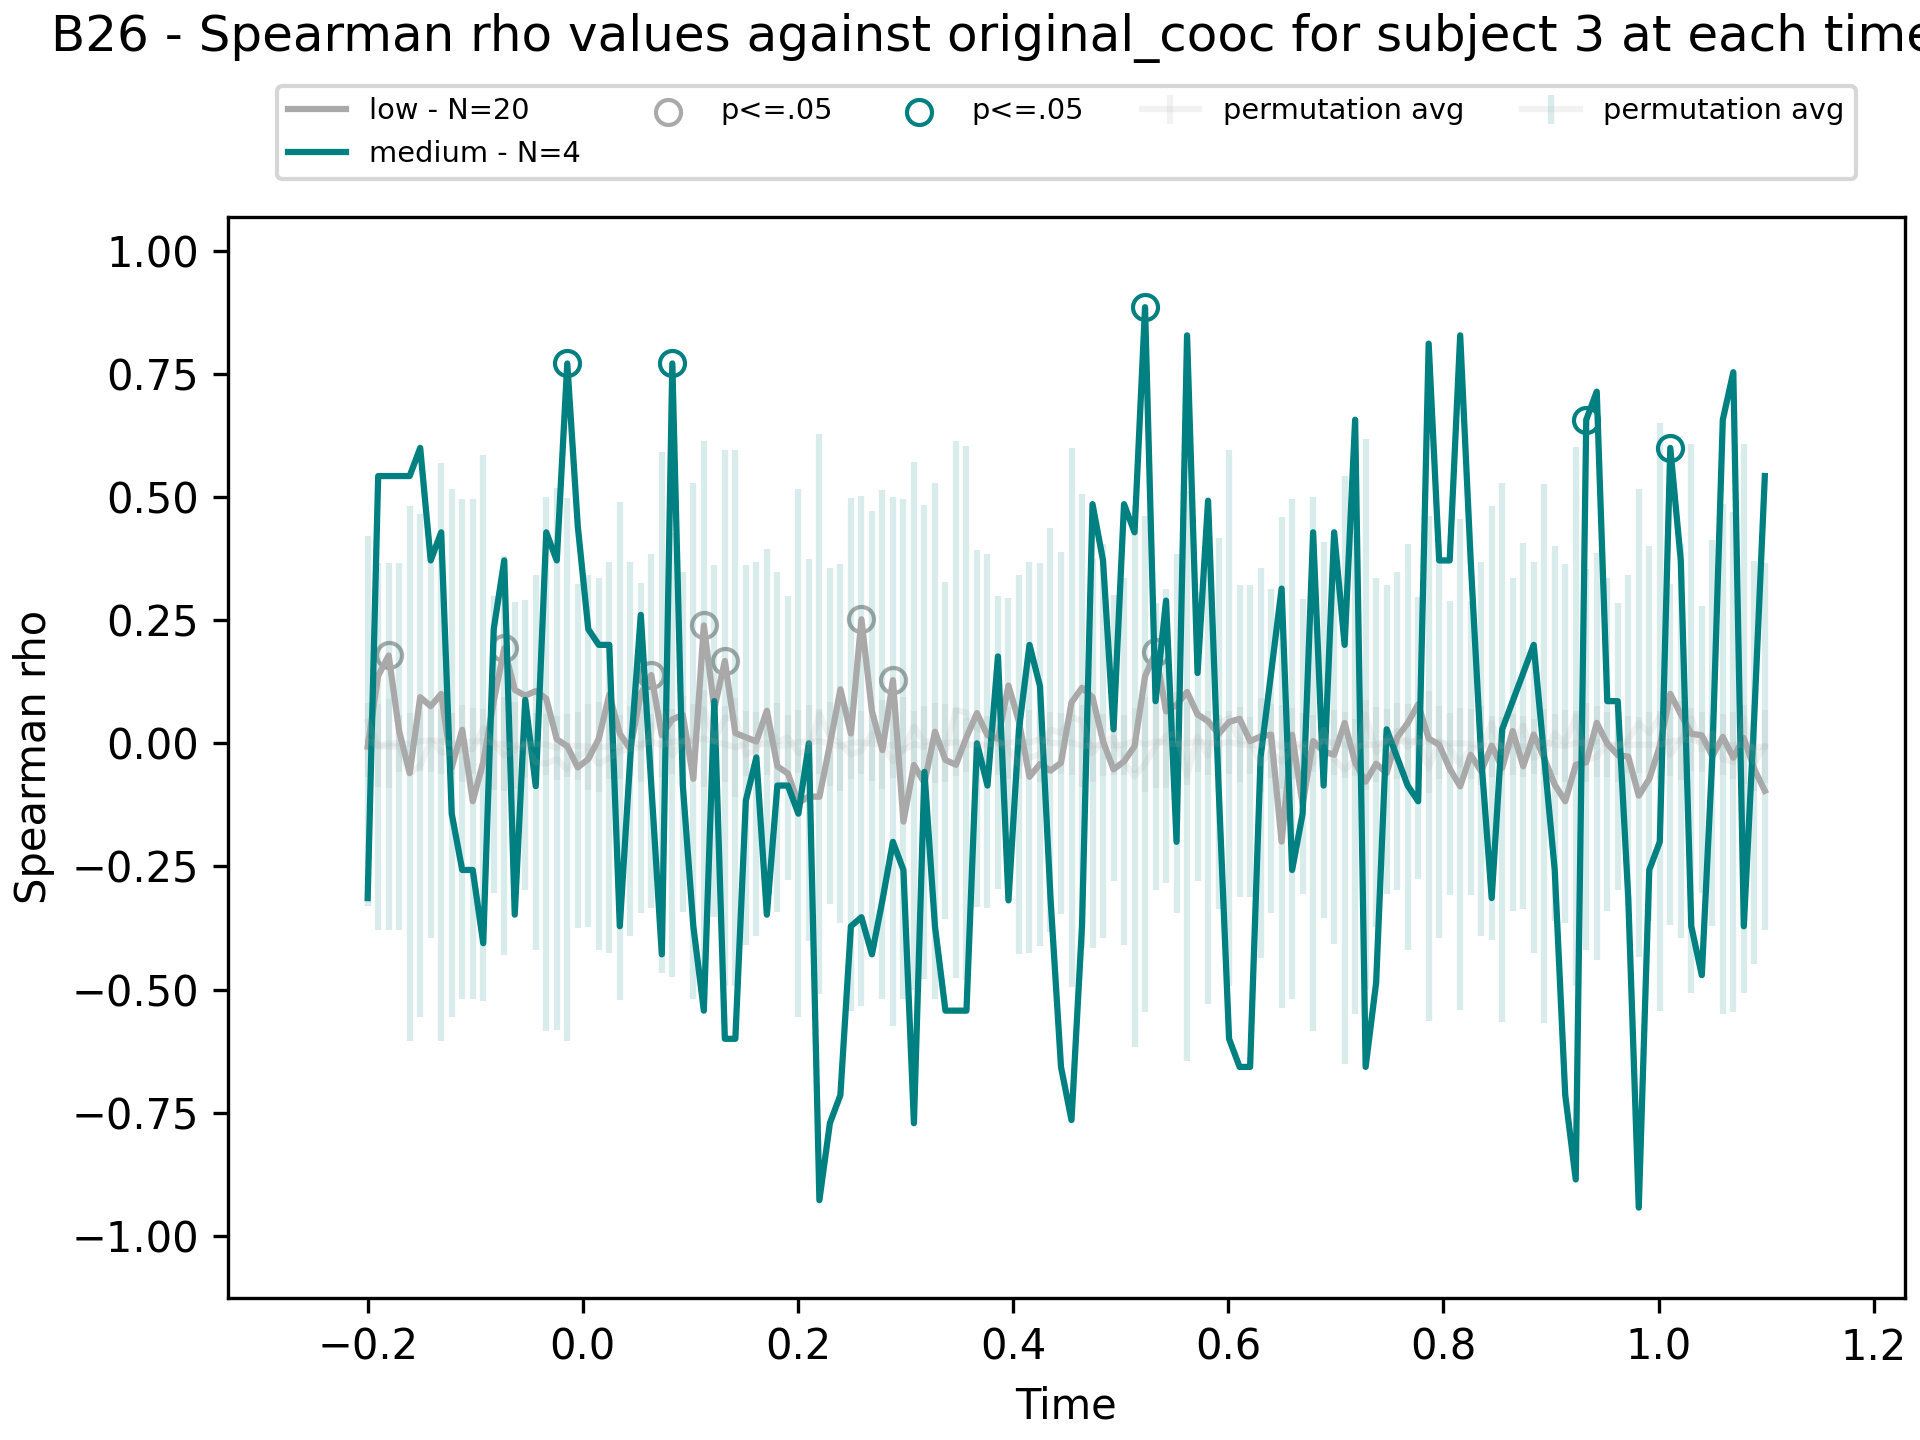 B26 - Spearman rho values against original_cooc for subject 3 at each time
low - N=20
medium - N=4
p<=.05
p<=.05
permutation avg
permutation avg
Spearman rho
1.00
0.75
0.50
0.25
0.00
−0.25
−0.50
−0.75
−1.00
−0.2 0.0 0.2 0.4 0.6 0.8 1.0 1.2
Time